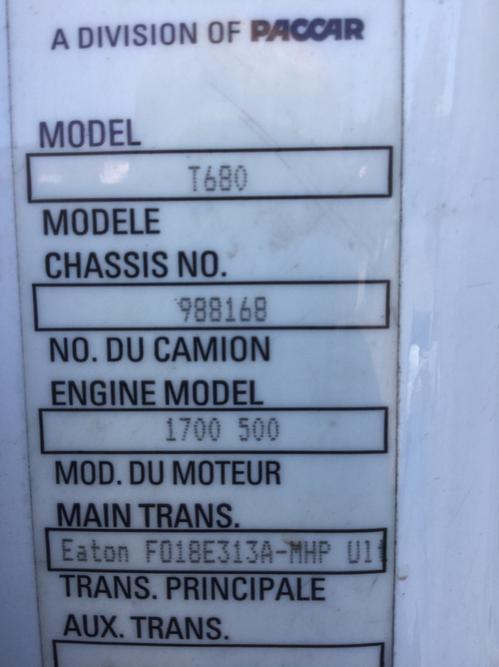 A DIVISION OF PACCAR
MODEL
T680
MODELE
CHASSIS NO.
988168
NO. DU CAMION
ENGINE MODEL
1700 500
MOD. DU MOTEUR
MAIN TRANS.
Eaton FO18E313A-MHP Ult
TRANS. PRINCIPALE
AUX. TRANS.